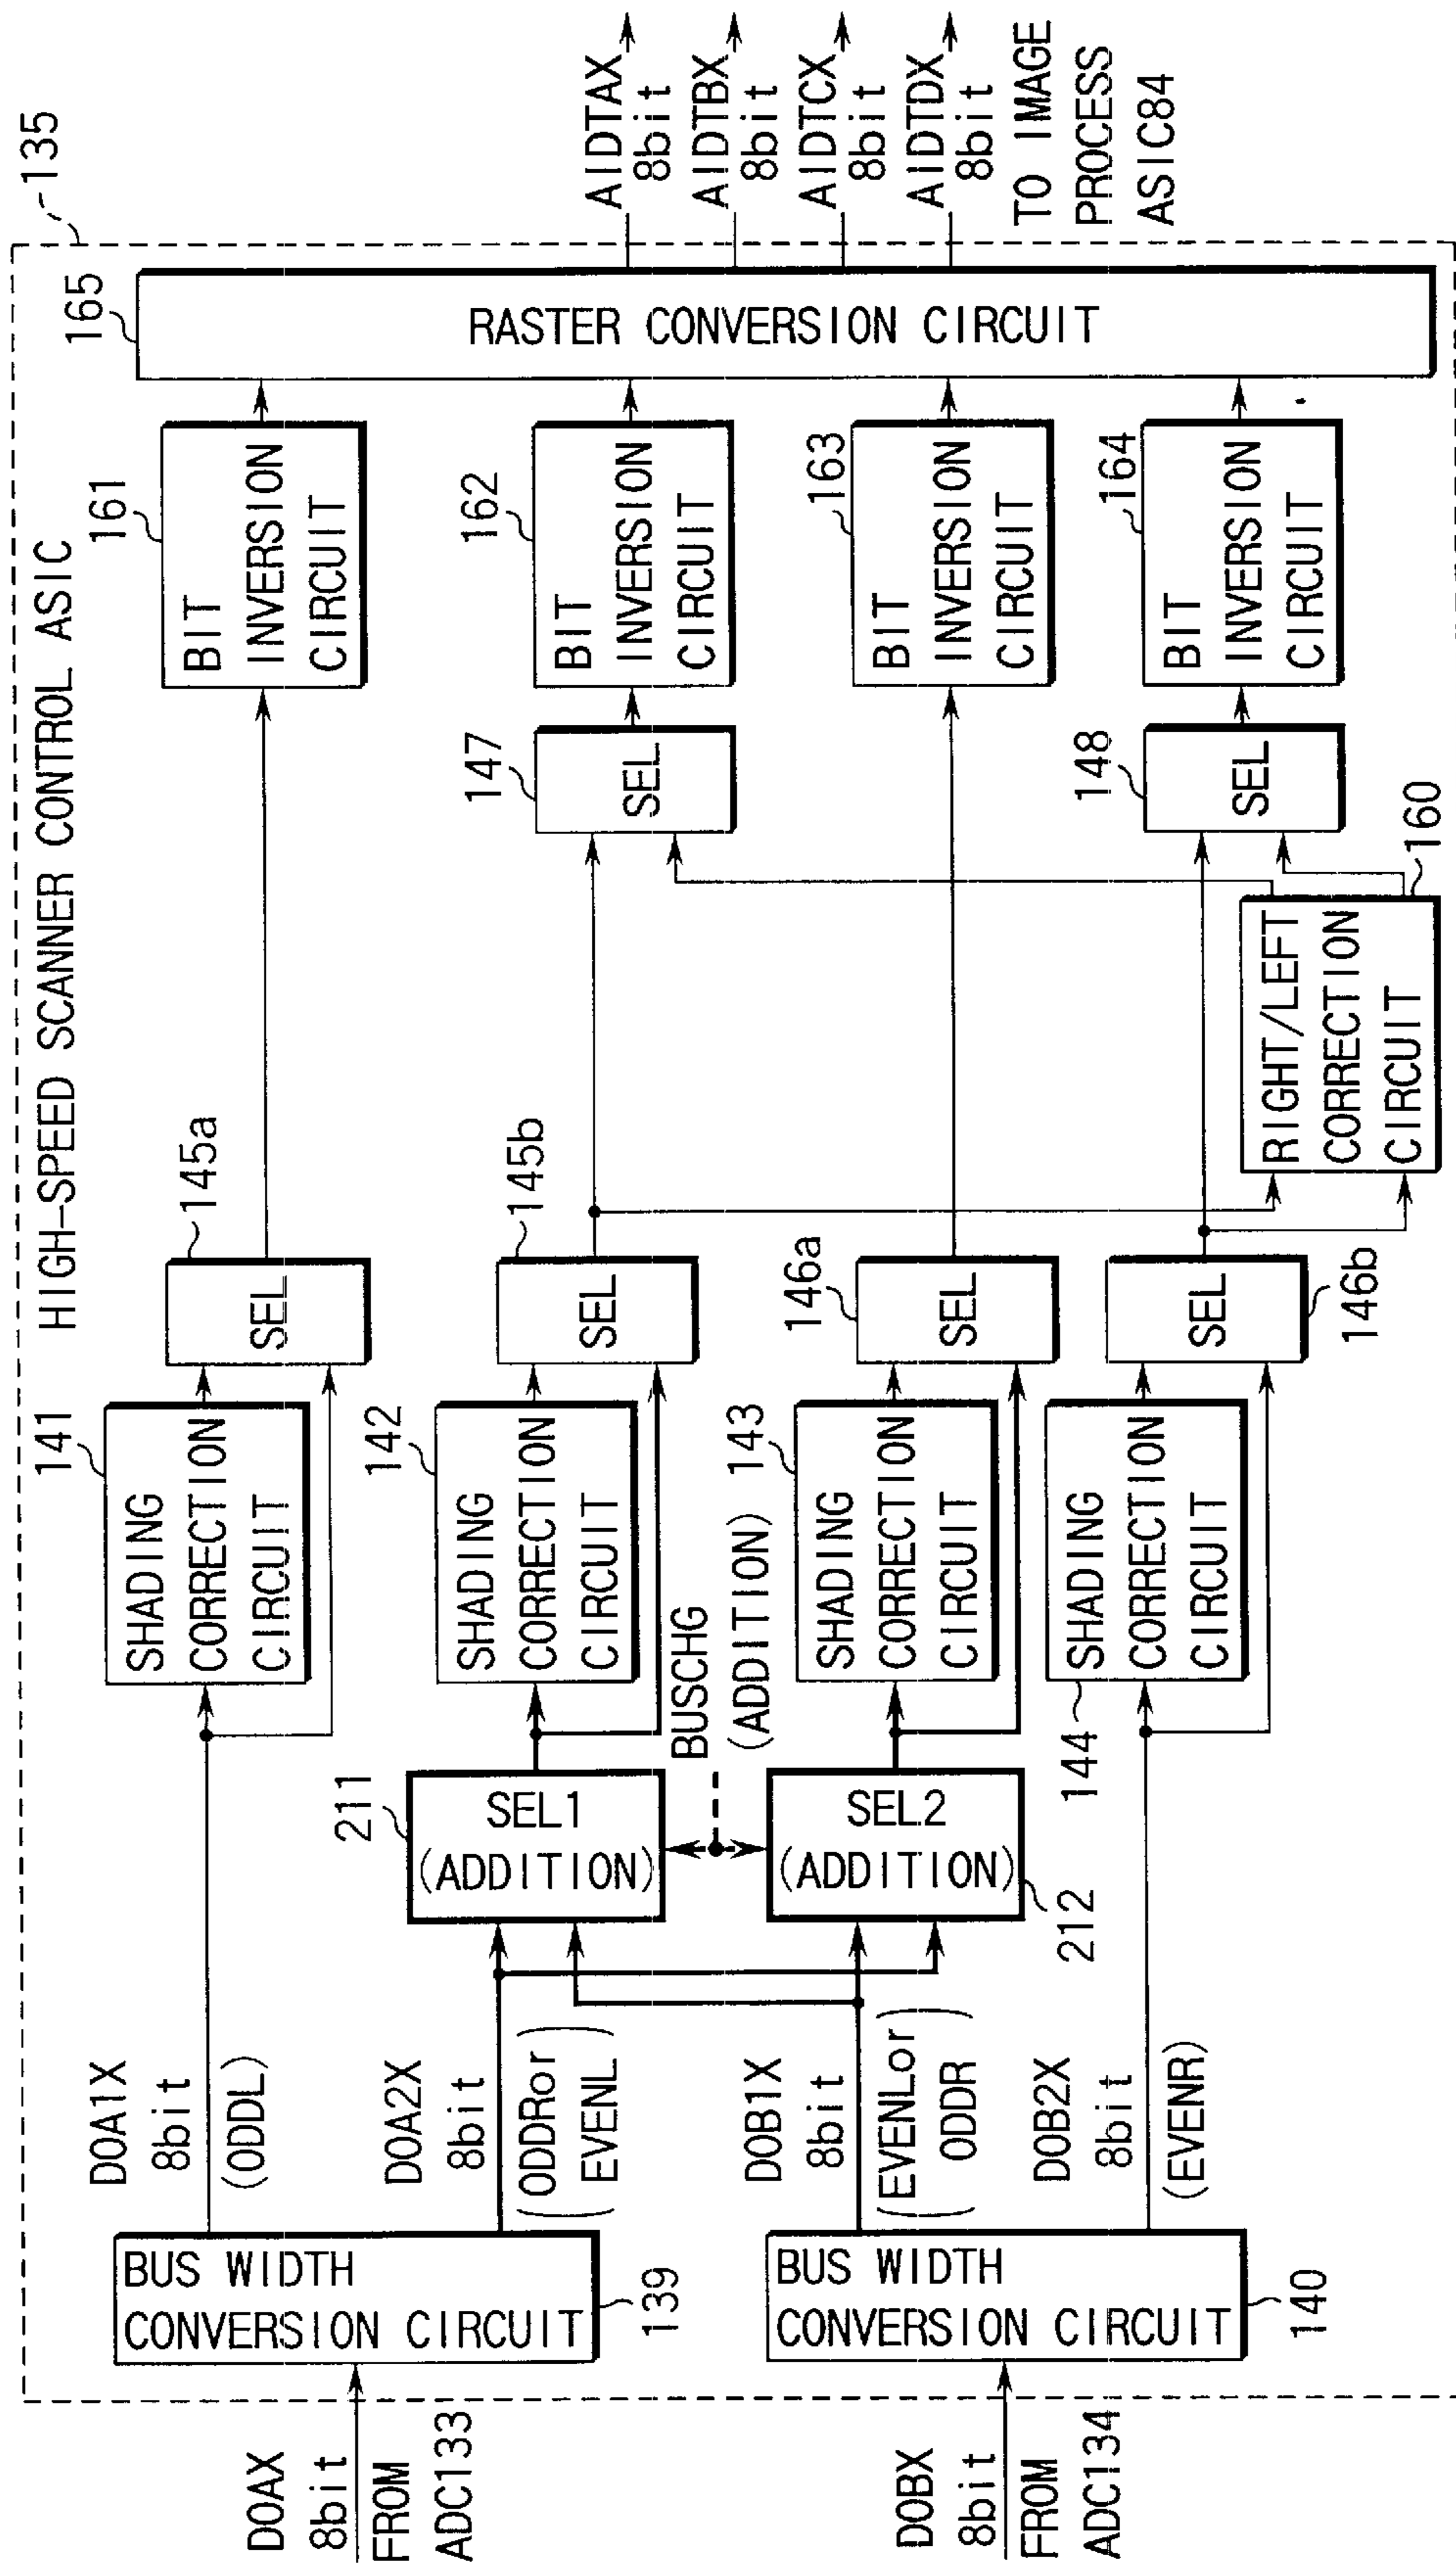 HIGH-SPEED SCANNER CONTROL ASIC
135
DOAX
8bit
FROM
ADC133
BUS WIDTH
CONVERSION CIRCUIT
139
DOBX
8bit
FROM
ADC134
BUS WIDTH
CONVERSION CIRCUIT
140
DOA1X
8bit
(ODDL)
DOA2X
8bit
(ODDRor
EVENL)
DOB1X
8bit
(EVENLor
ODDR)
DOB2X
8bit
(EVENR)
211
SEL1
(ADDITION)
BUSCHG
(ADDITION)
SEL2
(ADDITION)
212
141
SHADING
CORRECTION
CIRCUIT
142
SHADING
CORRECTION
CIRCUIT
143
SHADING
CORRECTION
CIRCUIT
144
SHADING
CORRECTION
CIRCUIT
145a
SEL
145b
SEL
146a
SEL
146b
SEL
RIGHT/LEFT
CORRECTION
CIRCUIT
160
147
SEL
148
SEL
161
BIT
INVERSION
CIRCUIT
162
BIT
INVERSION
CIRCUIT
163
BIT
INVERSION
CIRCUIT
164
BIT
INVERSION
CIRCUIT
165
RASTER CONVERSION CIRCUIT
AIDTAX
8bit
AIDTBX
8bit
AIDTCX
8bit
AIDTDX
8bit
TO IMAGE
PROCESS
ASIC84